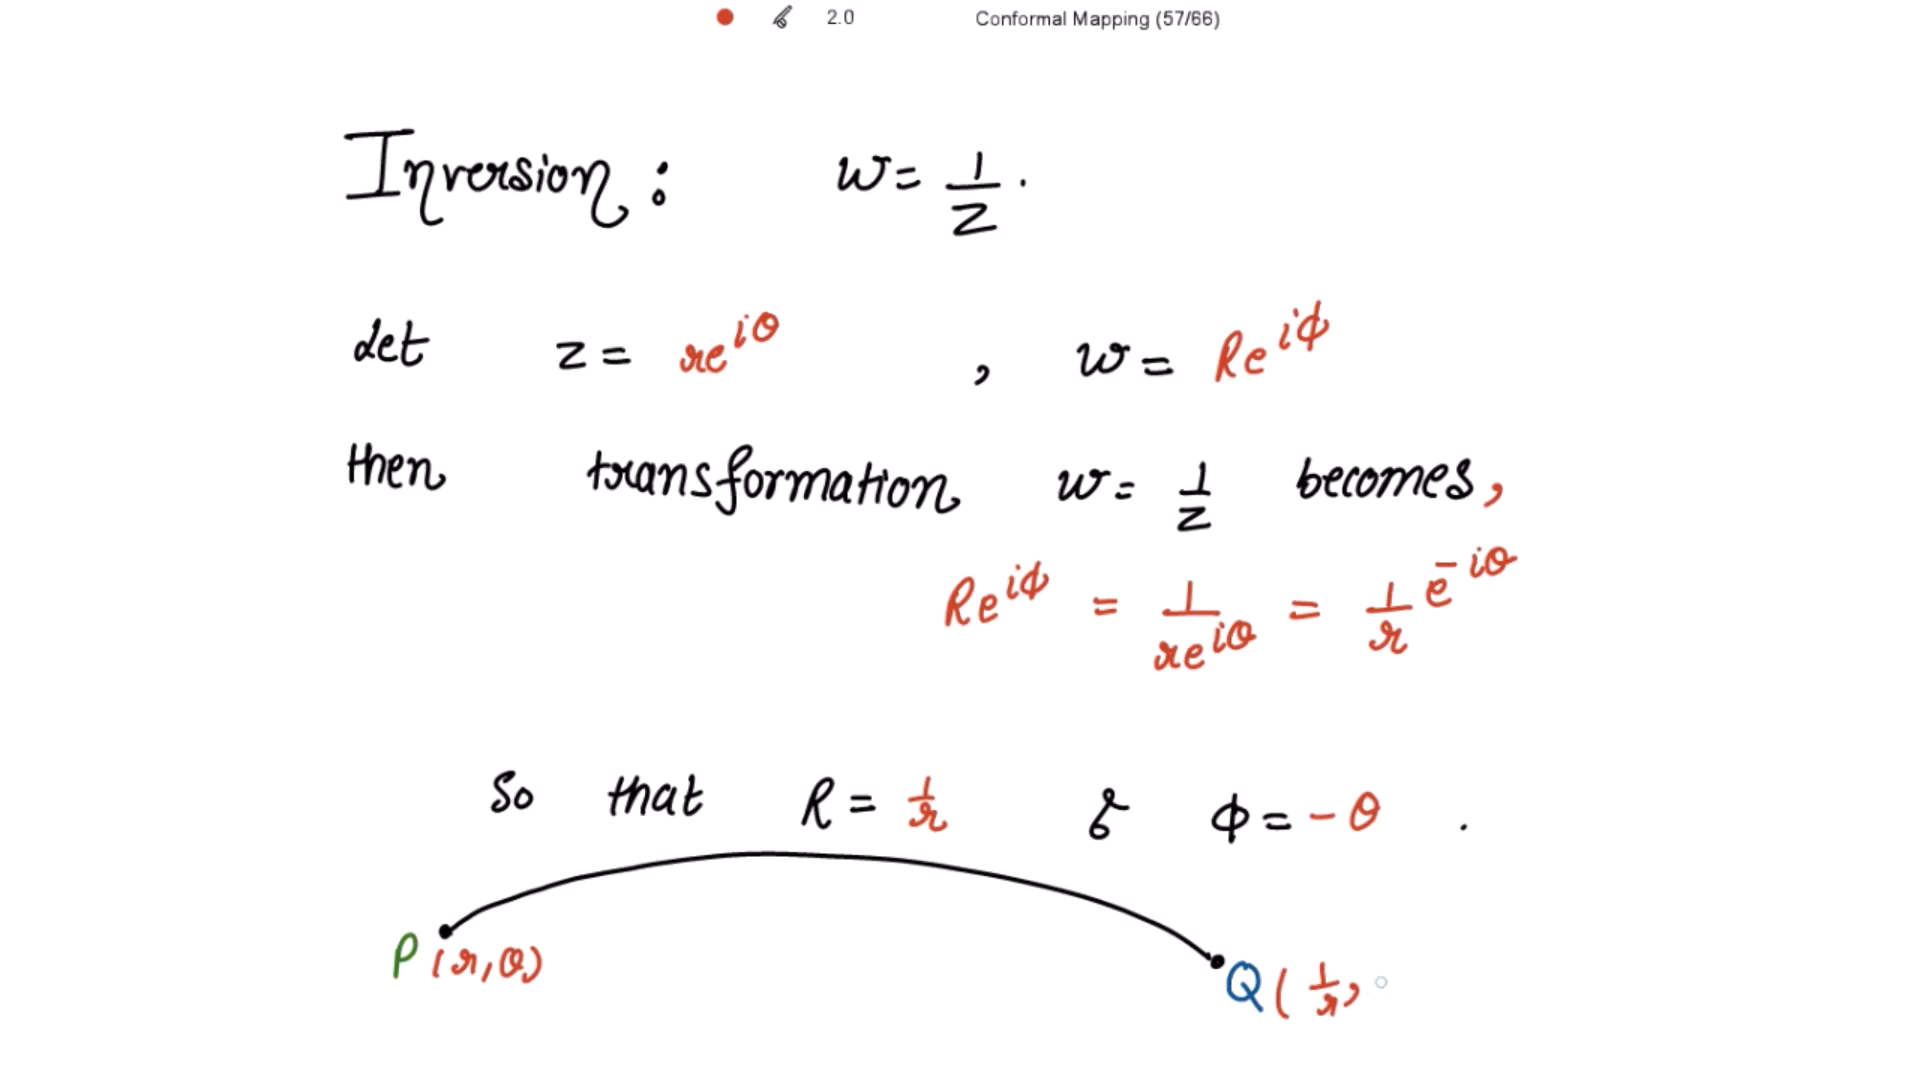 2.0 Conformal Mapping (57/66)
Inversion : w = 1/z .
Let z = re^{iθ} , w = Re^{iϕ}
then transformation w = 1/z becomes,
Re^{iϕ} = 1/re^{iθ} = 1/r e^{-iθ}
So that R = 1/r & ϕ = -θ .
P (r, θ)
Q ( 1/r,